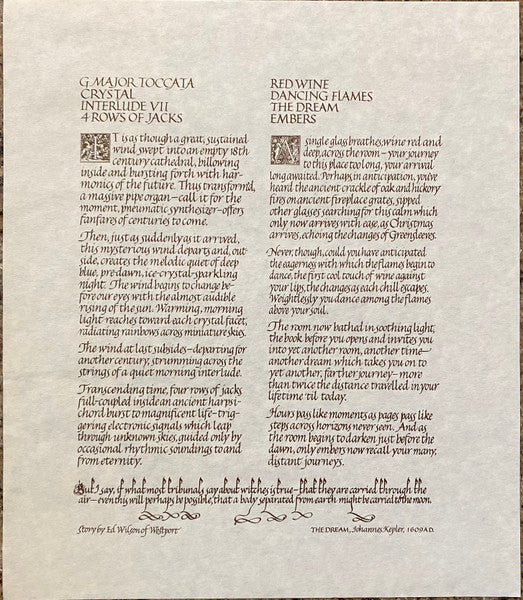 G MAJOR TOCCATA
CRYSTAL
INTERLUDE VII
4 ROWS OF JACKS
IT is as though a great, sustained
wind swept into an empty 18th
century cathedral, billowing
inside and bursting forth with har-
monics of the future. Thus transform'd,
a massive pipe organ—call it for the
moment, pneumatic synthesizer—offers
fanfares of centuries to come.
Then, just as suddenly as it arrived,
this mysterious wind departs and, out-
side, creates the melodic quiet of deep
blue, pre-dawn, ice-crystal-sparkling
night. The wind begins to change be-
fore our eyes with the almost audible
rising of the sun. Warming, morning
light reaches toward each crystal facet,
radiating rainbows across miniature skies.
The wind at last subsides—departing for
another century, strumming across the
strings of a quiet morning interlude.
Transcending time, four rows of jacks
full-coupled inside an ancient harpsi-
chord burst to magnificent life-trig-
gering electronic signals which leap
through unknown skies, guided only by
occasional rhythmic soundings to and
from eternity.
RED WINE
DANCING FLAMES
THE DREAM
EMBERS
A single glass breathes, wine red and
deep, across the room—your journey
to this place too long, your arrival
long awaited. Perhaps in anticipation, you've
heard the ancient crackle of oak and hickory
fires on ancient fireplace grates, sipped
other glasses searching for this calm which
only now arrives with ease, as Christmas
arrives, echoing the changes of Greensleeves.
Never, though, could you have anticipated
the eagerness with which the flames begin to
dance, the first cool touch of wine against
your lips, the changes as each chill escapes.
Weightlessly you dance among the flames
above your soul.
The room now bathed in soothing light,
the book before you opens and invites you
into yet another room, another time—
another dream which takes you on to
yet another, farther journey—more
than twice the distance travelled in your
lifetime 'til today.
Hours pass like moments as pages pass like
steps across horizons never seen. And as
the room begins to darken just before the
dawn, only embers now recall your many,
distant journeys.
But I say, if what most tribunals say about witches is true—that they are carried through the
air—even this will perhaps be possible, that a body separated from earth might be carried to the moon.
Story by Ed Wilson of Westport
THE DREAM, Johannes Kepler, 1609 A.D.